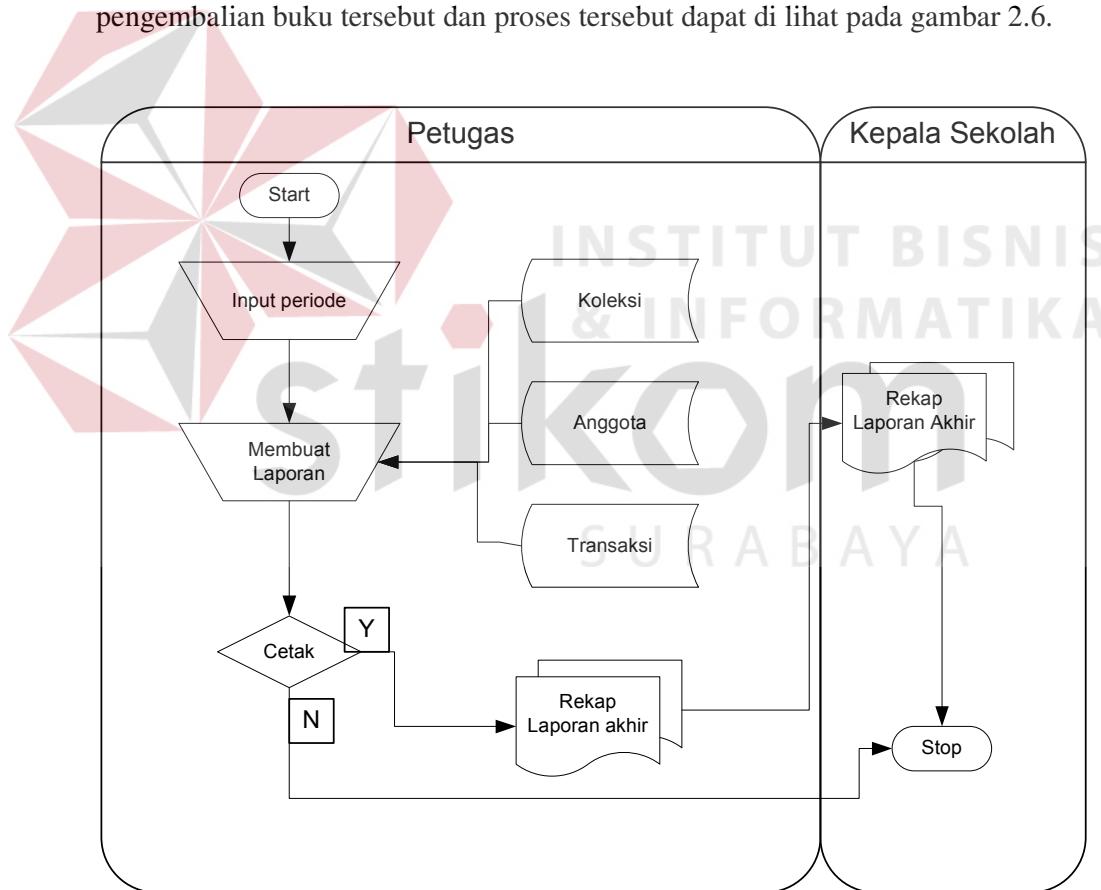 pengembalian buku tersebut dan proses tersebut dapat di lihat pada gambar 2.6.
Petugas
Kepala Sekolah
Start
INSTITUT BISNIS
& INFORMATIKA
stikom
SURABAYA
Input periode
Koleksi
Rekap
Laporan Akhir
Anggota
Membuat
Laporan
Transaksi
Y
Cetak
Rekap
Laporan akhir
N
Stop